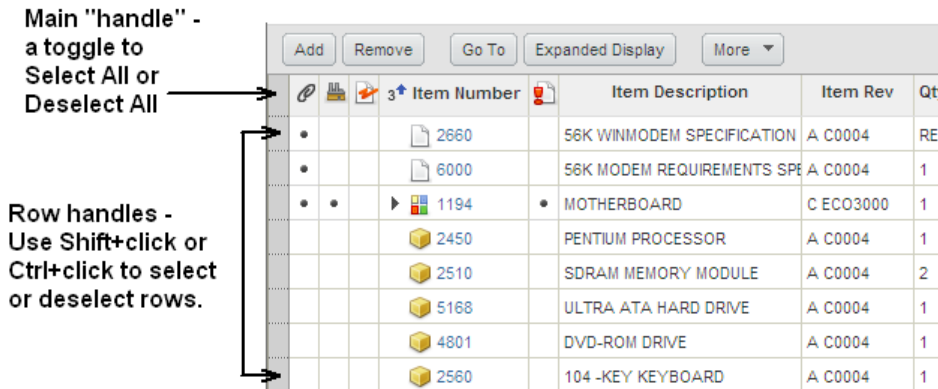 Main "handle" -
a toggle to
Select All or
Deselect All
Row handles -
Use Shift+click or
Ctrl+click to select
or deselect rows.
Add Remove Go To Expanded Display More
3 Item Number Item Description Item Rev Qt
2660 56K WINMODEM SPECIFICATION A C0004 RE
6000 56K MODEM REQUIREMENTS SPE A C0004 1
1194 MOTHERBOARD C ECO3000 1
2450 PENTIUM PROCESSOR A C0004 1
2510 SDRAM MEMORY MODULE A C0004 2
5168 ULTRA ATA HARD DRIVE A C0004 1
4801 DVD-ROM DRIVE A C0004 1
2560 104 -KEY KEYBOARD A C0004 1